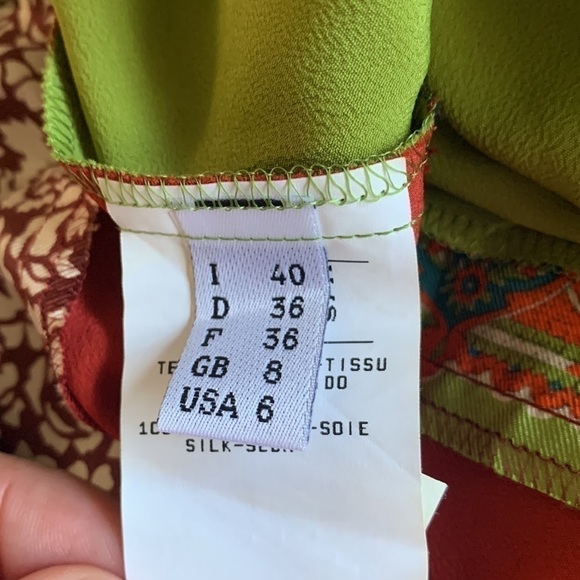 I 40
D 36
F 36
GB 8
USA 6
TISSU
DO
-SOIE
SILK-